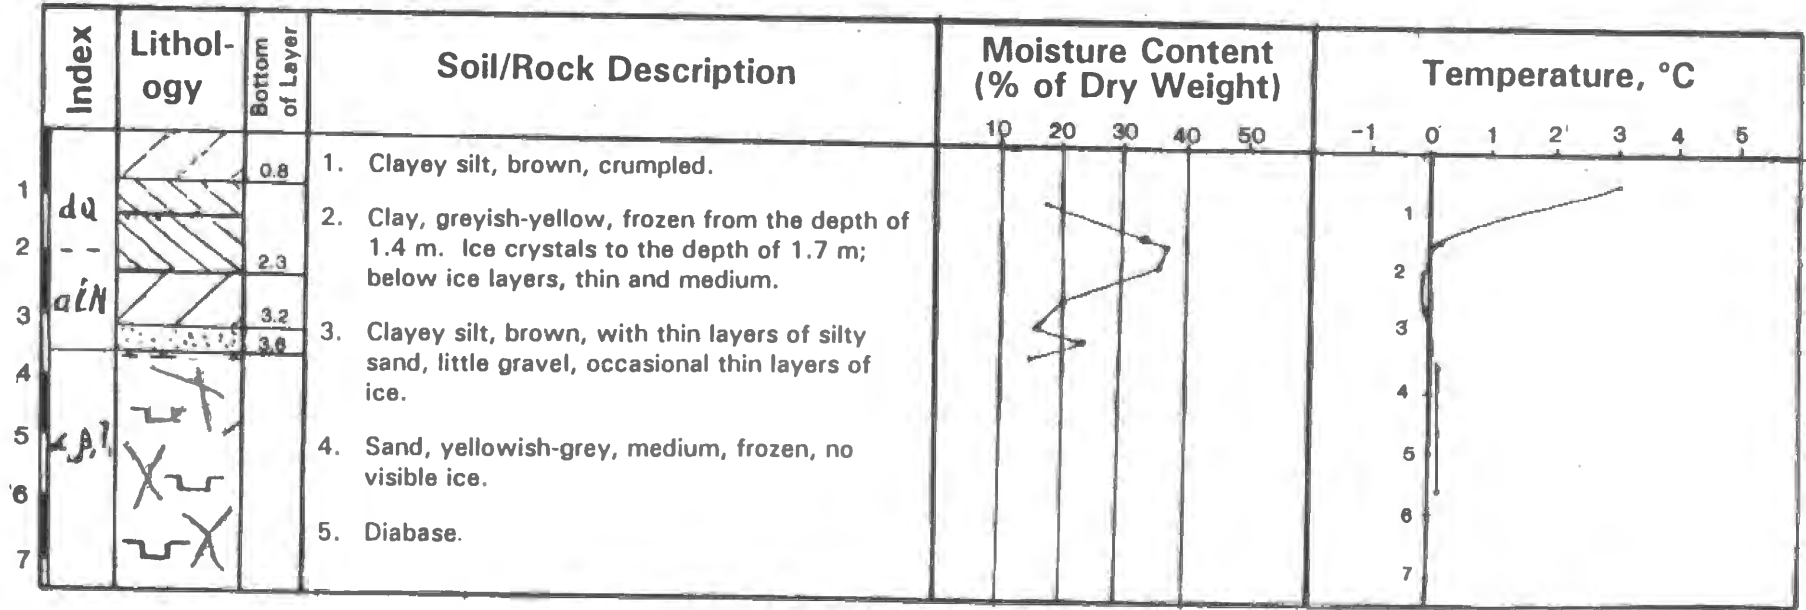 Index
Lithol-
ogy
Bottom
of Layer
Soil/Rock Description
Moisture Content
(% of Dry Weight)
10 20 30 40 50
Temperature, °C
-1 0 1 2 3 4 5
1
2
3
4
5
6
7
dQ
--
aiN
0.8
2.3
3.2
3.6
1. Clayey silt, brown, crumpled.
2. Clay, greyish-yellow, frozen from the depth of
1.4 m. Ice crystals to the depth of 1.7 m;
below ice layers, thin and medium.
3. Clayey silt, brown, with thin layers of silty
sand, little gravel, occasional thin layers of
ice.
4. Sand, yellowish-grey, medium, frozen, no
visible ice.
5. Diabase.
1
2
3
4
5
6
7